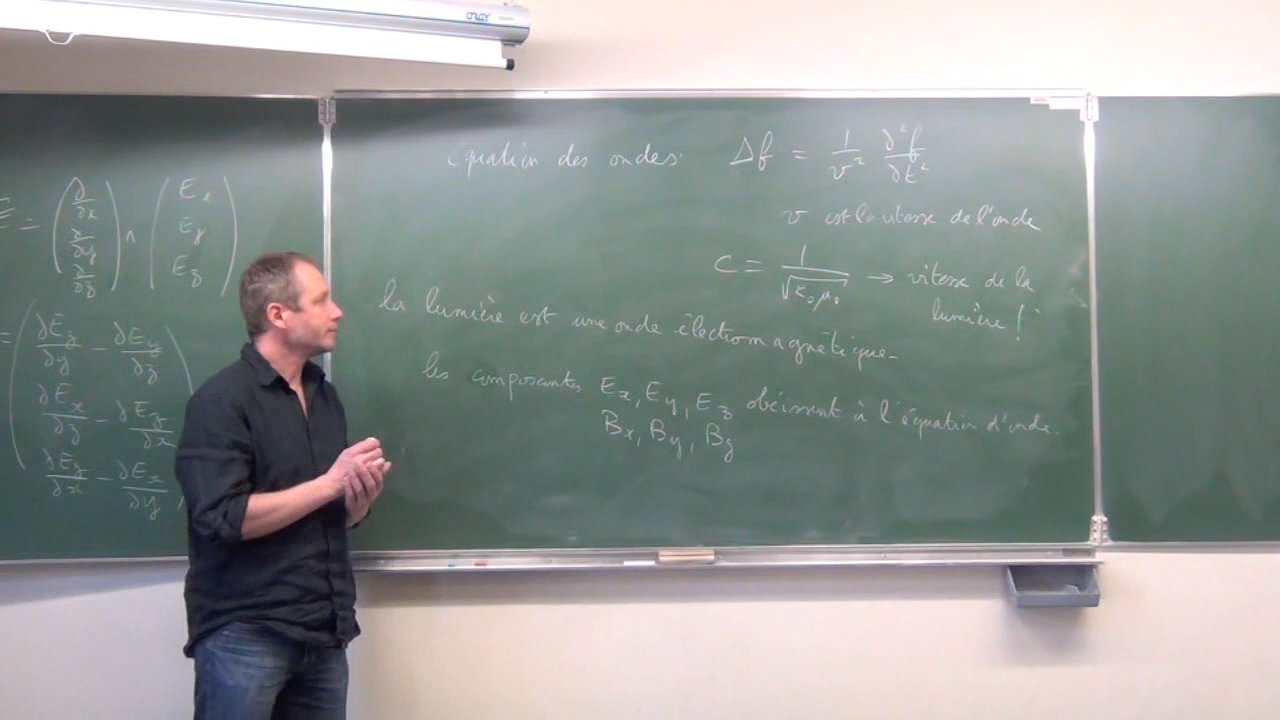 ORAY
équation des ondes: Δf = 1/v² ∂²f/∂t²
v est la vitesse de l'onde
c = 1/√ε₀μ₀ → vitesse de la
lumière !
la lumière est une onde électromagnétique_
les composantes Ex, Ey, Ez obéissent à l'équation d'onde.
Bx, By, Bz
= (∂/∂x ∂/∂y ∂/∂z) ∧ (Ex Ey Ez)
= (∂Ez/∂y − ∂Ey/∂z
∂Ex/∂z − ∂Ez/∂x
∂Ey/∂x − ∂Ex/∂y)